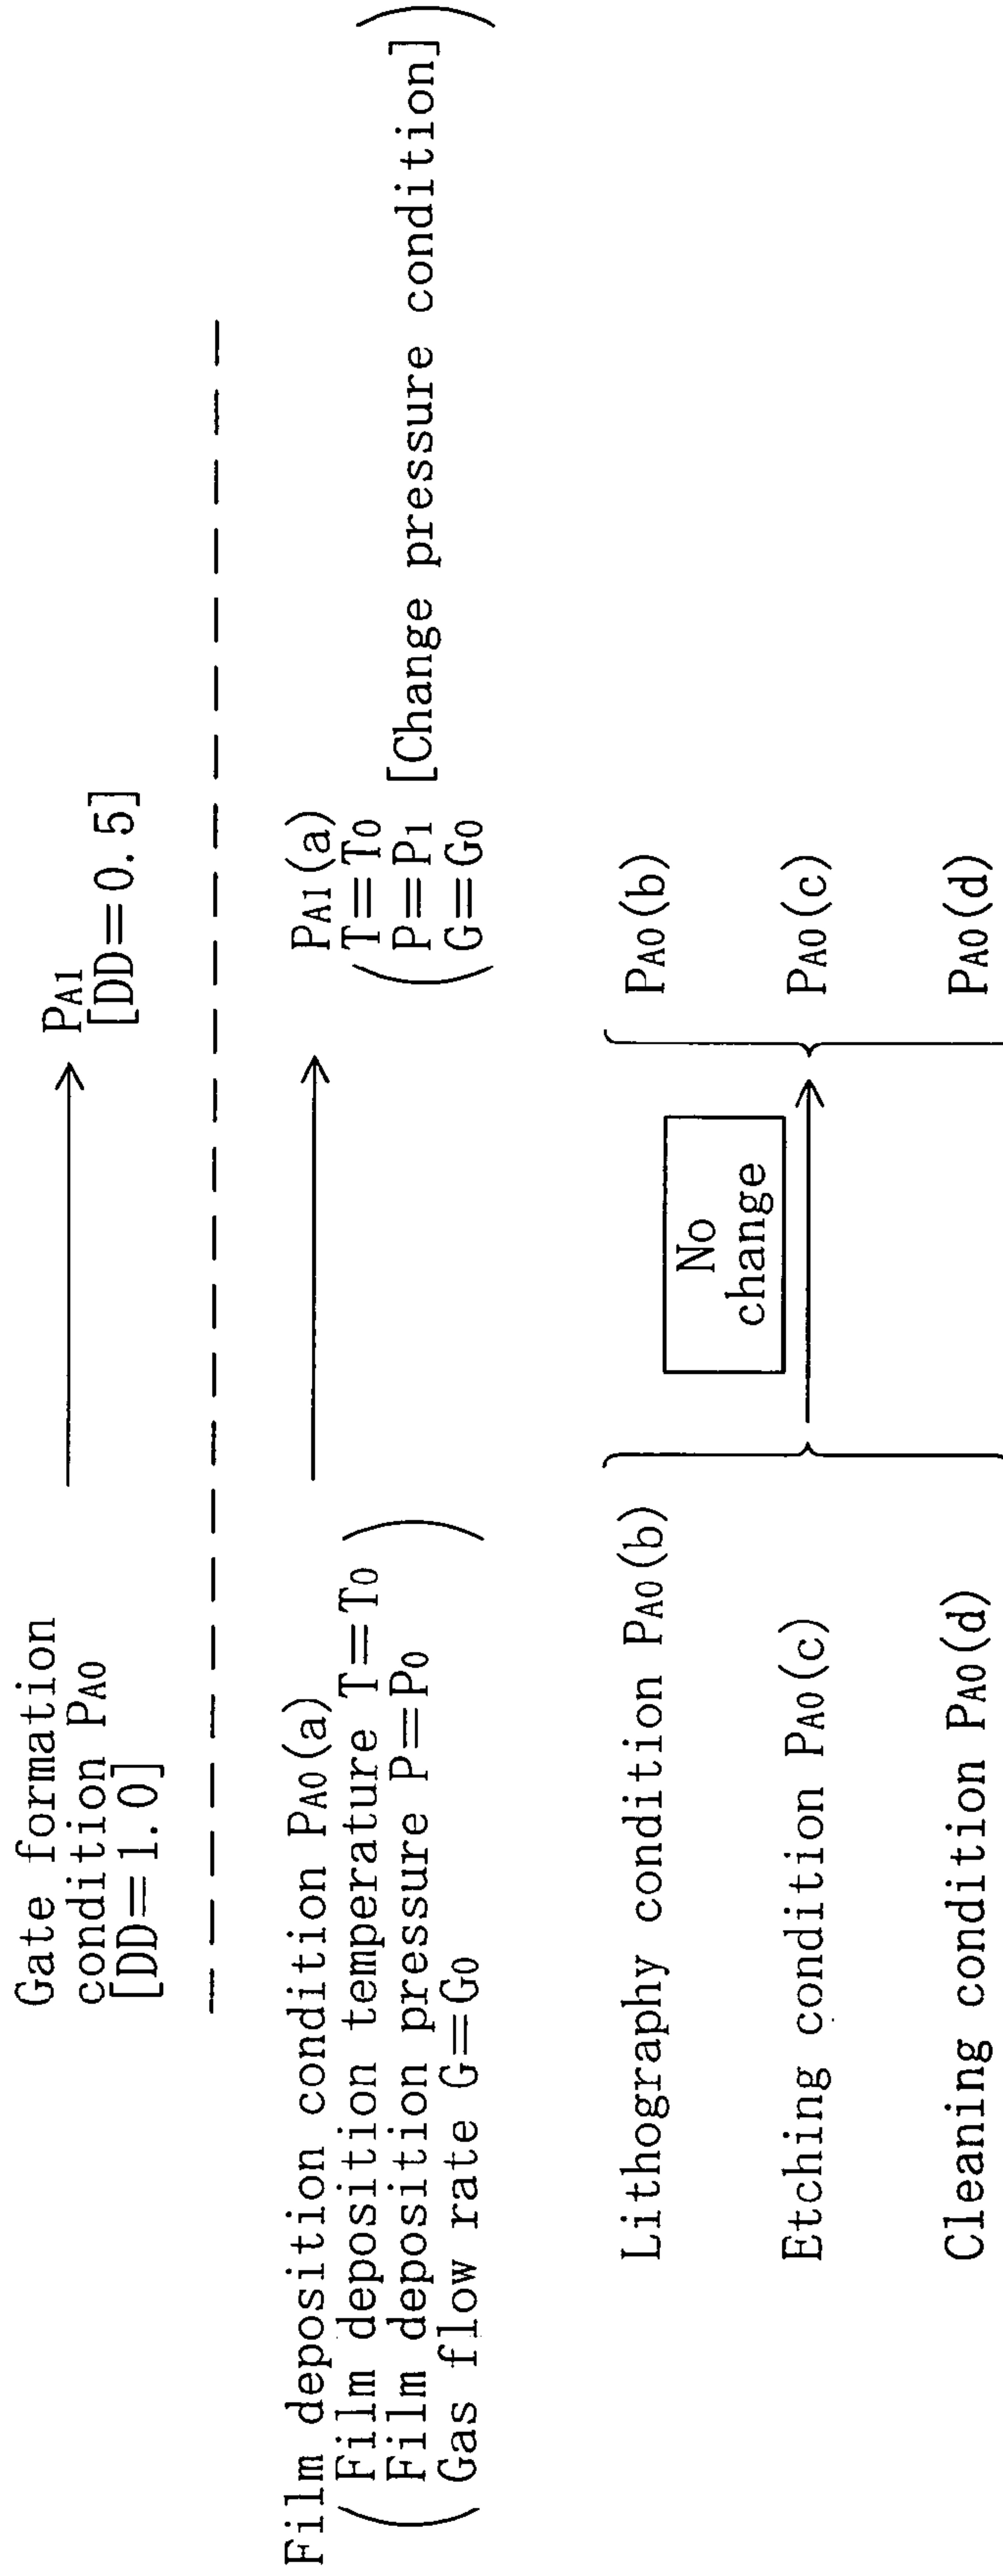 Gate formation
condition PA0
[DD=1.0]
PA1
[DD=0.5]
Film deposition condition PA0(a)
(Film deposition temperature T=T0
Film deposition pressure P=P0
Gas flow rate G=G0)
PA1(a)
(T=T0
P=P1 [Change pressure condition]
G=G0)
Lithography condition PA0(b)
Etching condition PA0(c)
Cleaning condition PA0(d)
No
change
PA0(b)
PA0(c)
PA0(d)